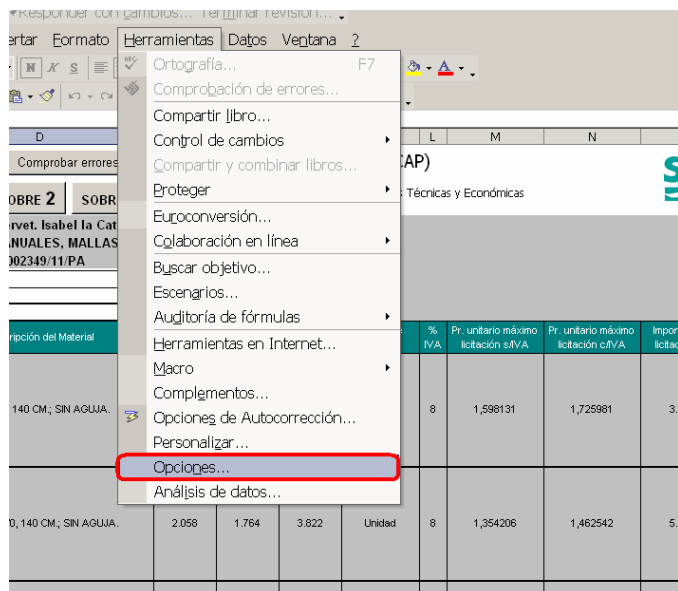 Responder con cambios... Terminar revisión...
ertar Formato Herramientas Datos Ventana ?
N K S
Ortografía... F7
A
Comprobación de errores...
Compartir libro...
D L M N
Control de cambios
Comprobar errores
Compartir y combinar libros... CAP)
Proteger
s Técnicas y Económicas
OBRE 2 SOBR
Euroconversión...
rvet. Isabel la Cat
Colaboración en línea
ANUALES, MALLAS
002349/11/PA
Buscar objetivo...
Escenarios...
Auditoría de fórmulas
ripción del Material
% IVA
Pr. unitario máximo licitación s/IVA
Pr. unitario máximo licitación c/IVA
Impor licitac
Herramientas en Internet...
Macro
Complementos...
140 CM.; SIN AGUJA. 8 1,598131 1,725981 3.
Opciones de Autocorrección...
Personalizar...
Opciones...
Análisis de datos...
0, 140 CM.; SIN AGUJA. 2.058 1.764 3.822 Unidad 8 1,354206 1,462542 5.